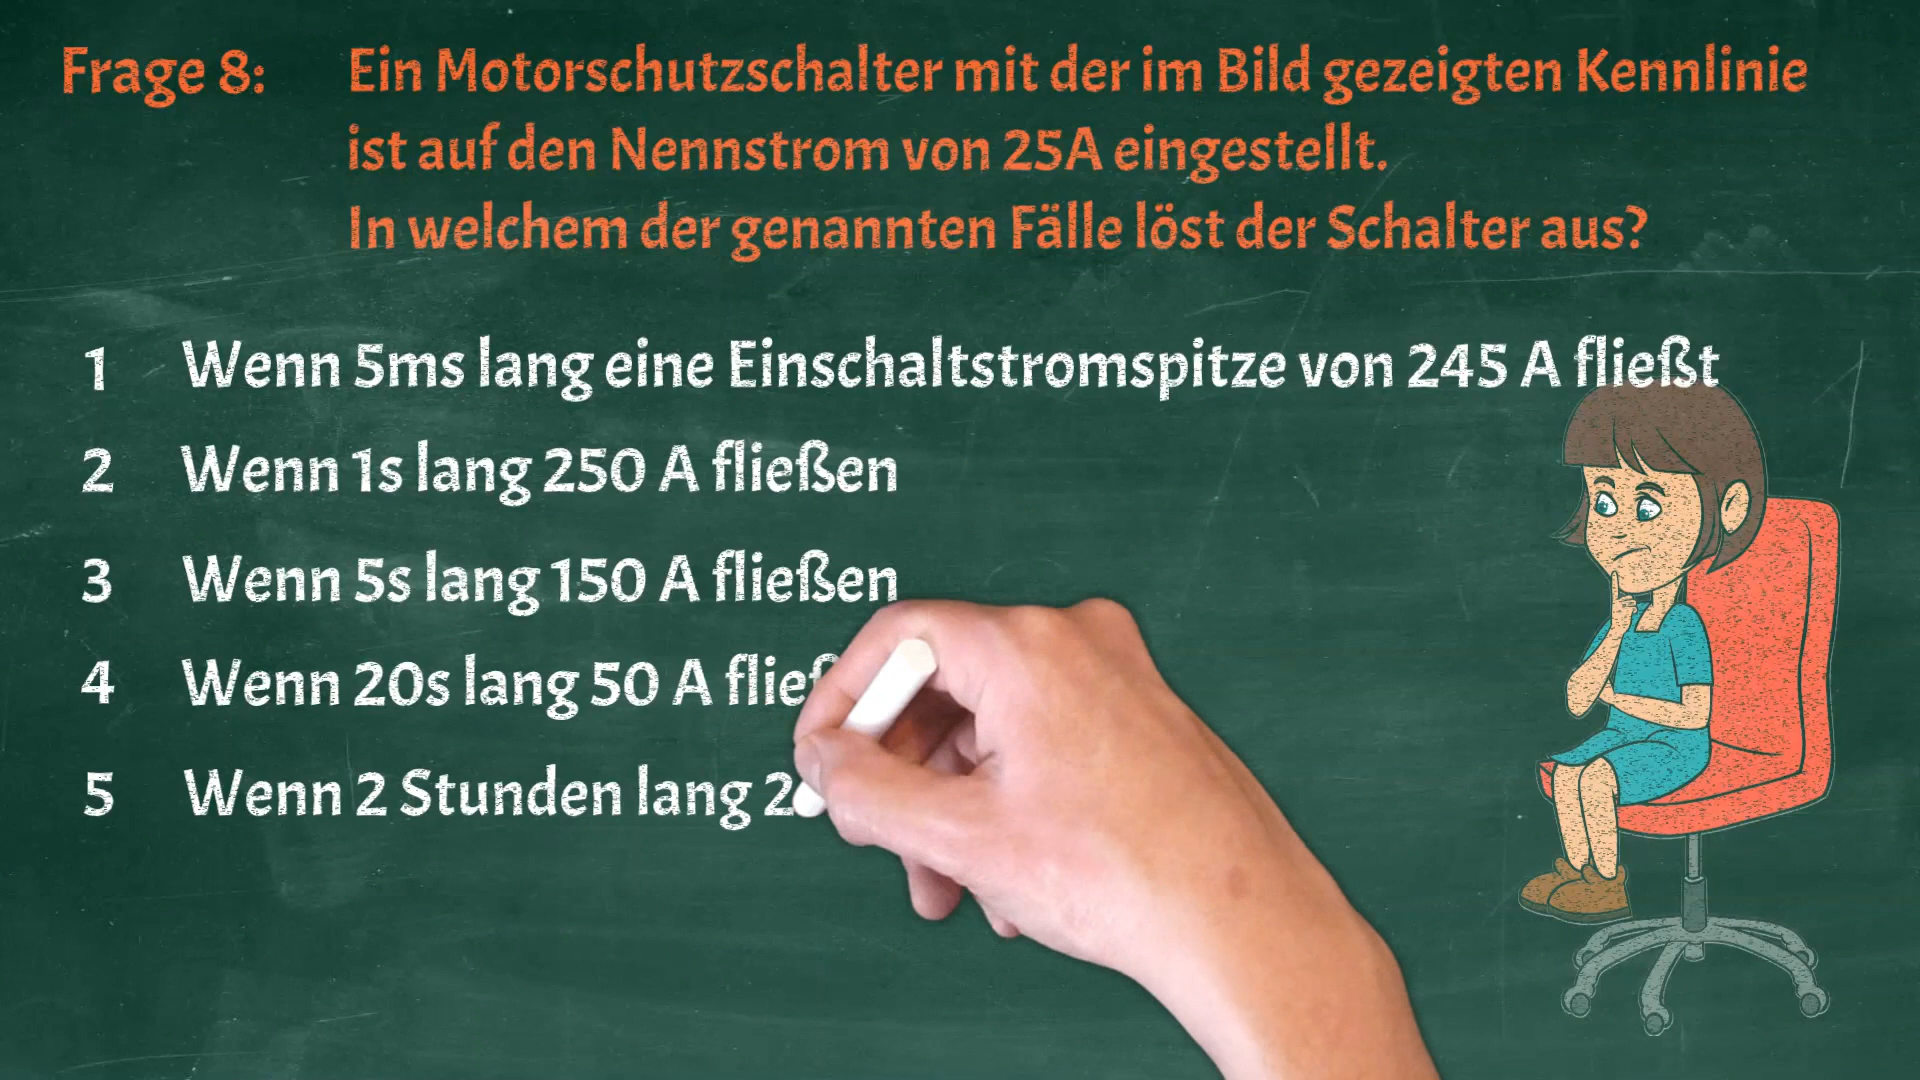 Frage 8: Ein Motorschutzschalter mit der im Bild gezeigten Kennlinie
ist auf den Nennstrom von 25A eingestellt.
In welchem der genannten Fälle löst der Schalter aus?
1 Wenn 5ms lang eine Einschaltstromspitze von 245 A fließt
2 Wenn 1s lang 250 A fließen
3 Wenn 5s lang 150 A fließen
4 Wenn 20s lang 50 A
5 Wenn 2 Stunden lang